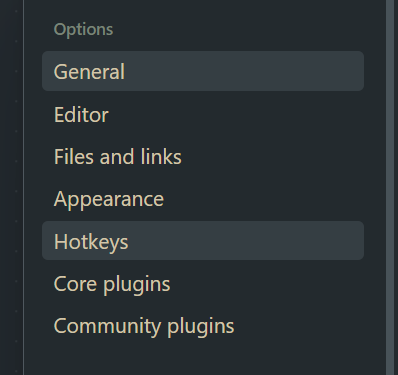 Options
General
Editor
Files and links
Appearance
Hotkeys
Core plugins
Community plugins